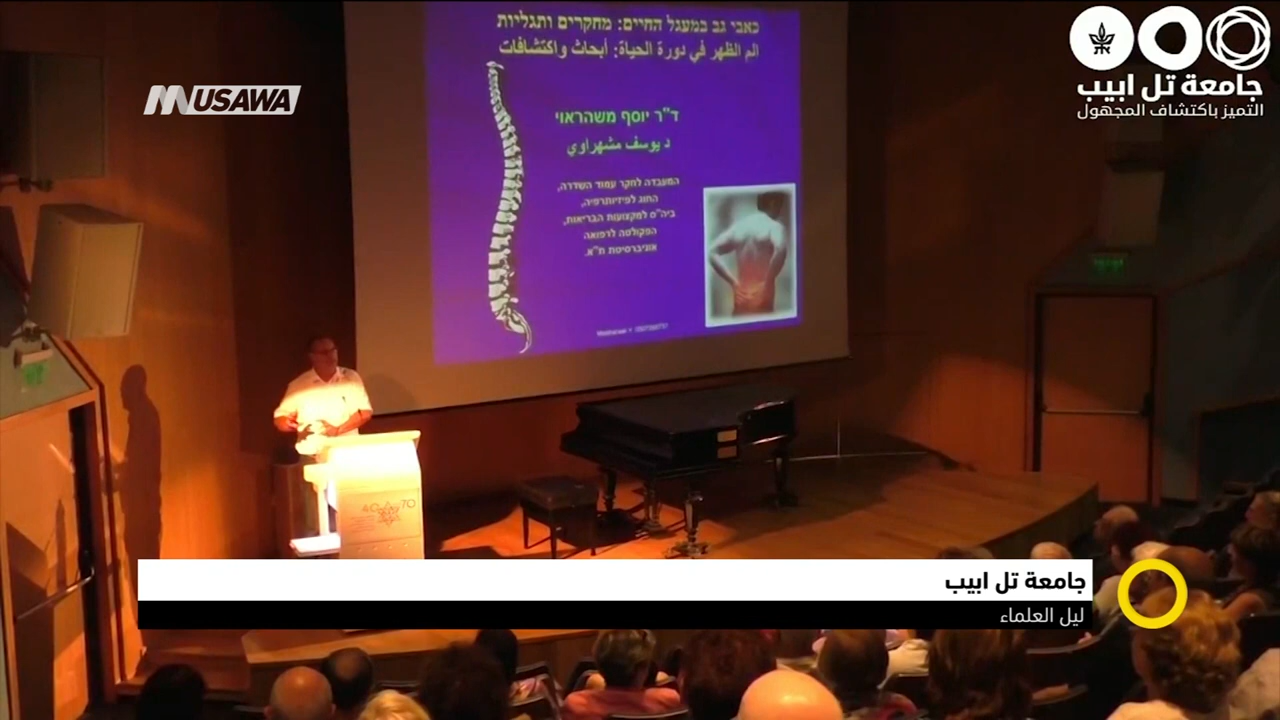 MUSAWA
جامعة تل ابيب
التميز باكتشاف المجهول
כאבי גב במעגל החיים: מחקרים ותגליות
الم الظهر في دورة الحياة: أبحاث واكتشافات
ד"ר יוסף משהראוי
د يوسف مشهراوي
המעבדה לחקר עמוד השדרה,
החוג לפיזיותרפיה,
ביה"ס למקצועות הבריאות,
הפקולטה לרפואה
אוניברסיטת ת"א.
70
جامعة تل ابيب
ليل العلماء